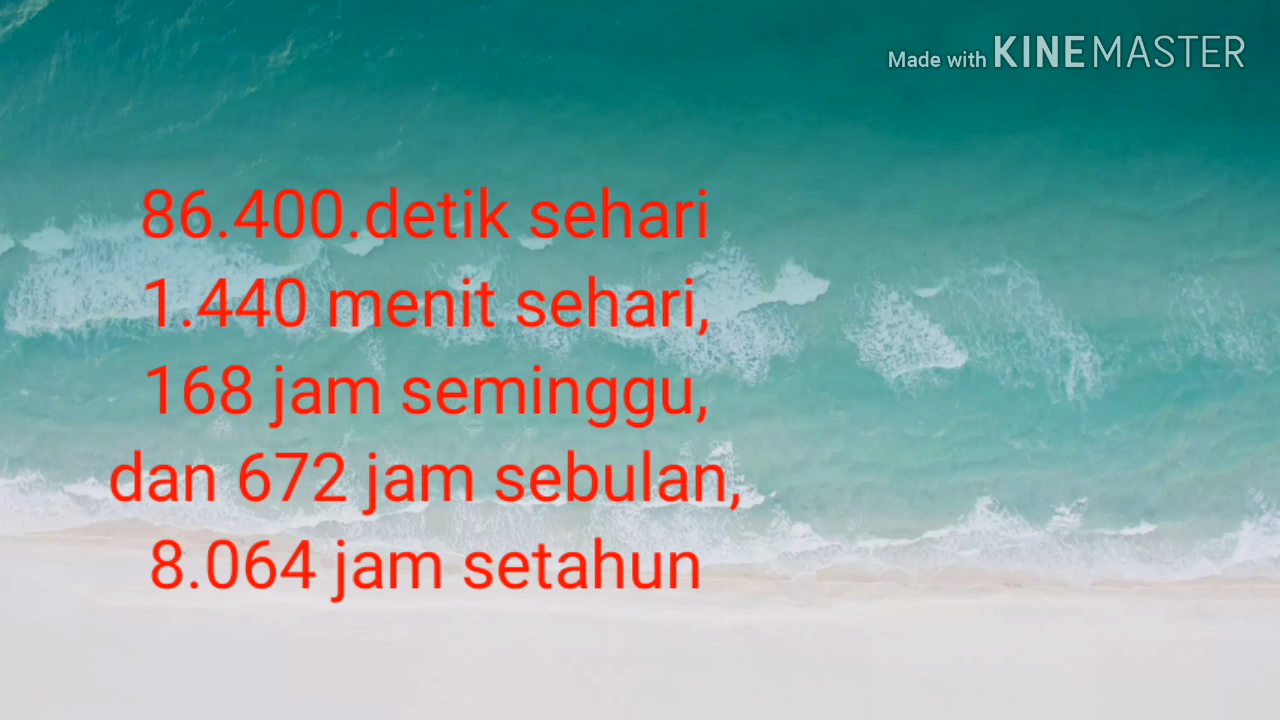 Made with KINEMASTER
86.400.detik sehari
1.440 menit sehari,
168 jam seminggu,
dan 672 jam sebulan,
8.064 jam setahun